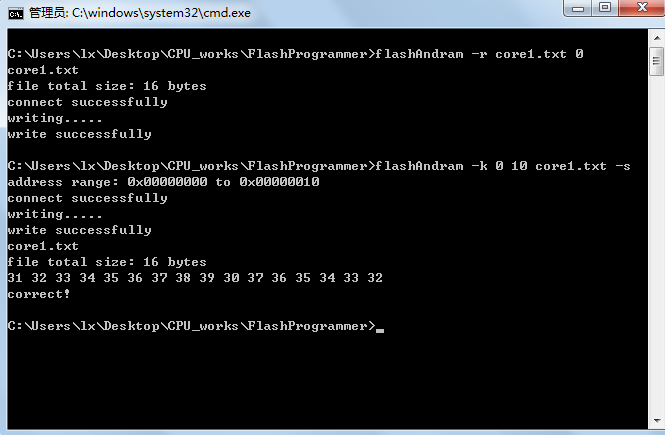 管理员: C:\windows\system32\cmd.exe
C:\Users\lx\Desktop\CPU_works\FlashProgrammer>flashAndram -r core1.txt 0
core1.txt
file total size: 16 bytes
connect successfully
writing.....
write successfully
C:\Users\lx\Desktop\CPU_works\FlashProgrammer>flashAndram -k 0 10 core1.txt -s
address range: 0x00000000 to 0x00000010
connect successfully
writing.....
write successfully
core1.txt
file total size: 16 bytes
31 32 33 34 35 36 37 38 39 30 37 36 35 34 33 32
correct!
C:\Users\lx\Desktop\CPU_works\FlashProgrammer>